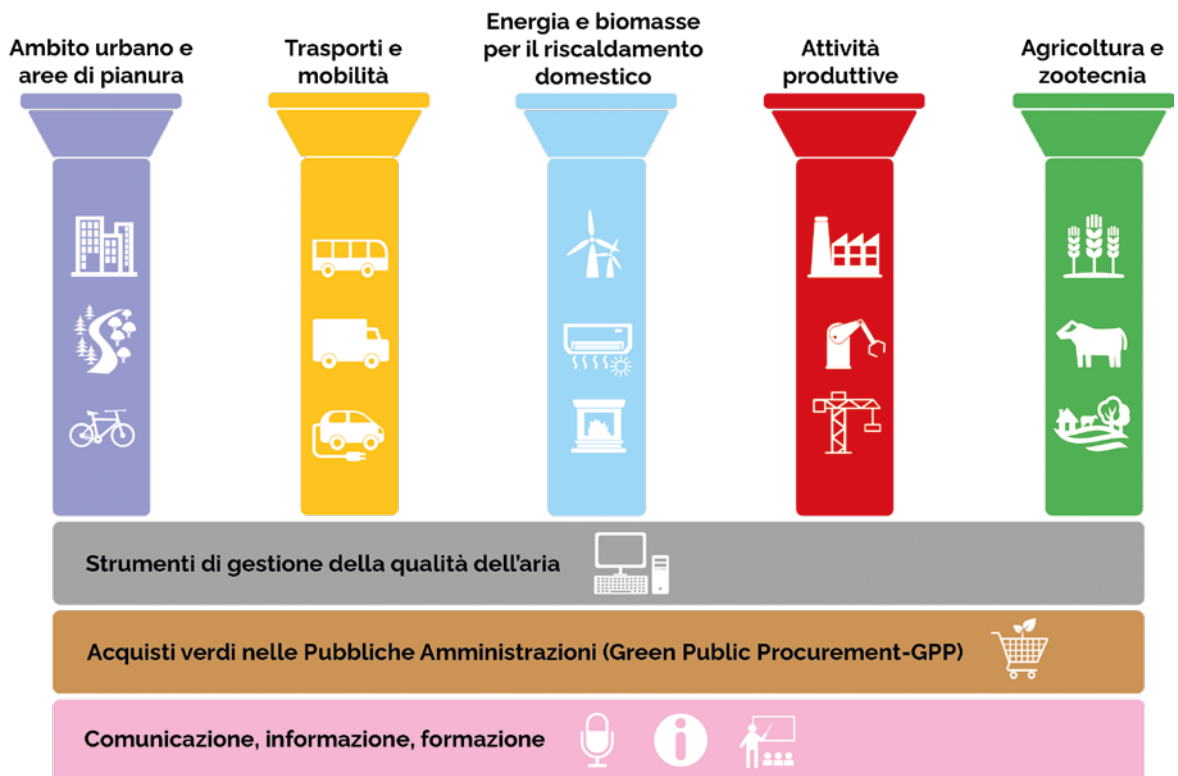 Ambito urbano e
aree di pianura
Trasporti e
mobilità
Energia e biomasse
per il riscaldamento
domestico
Attività
produttive
Agricoltura e
zootecnia
Strumenti di gestione della qualità dell'aria
Acquisti verdi nelle Pubbliche Amministrazioni (Green Public Procurement-GPP)
Comunicazione, informazione, formazione